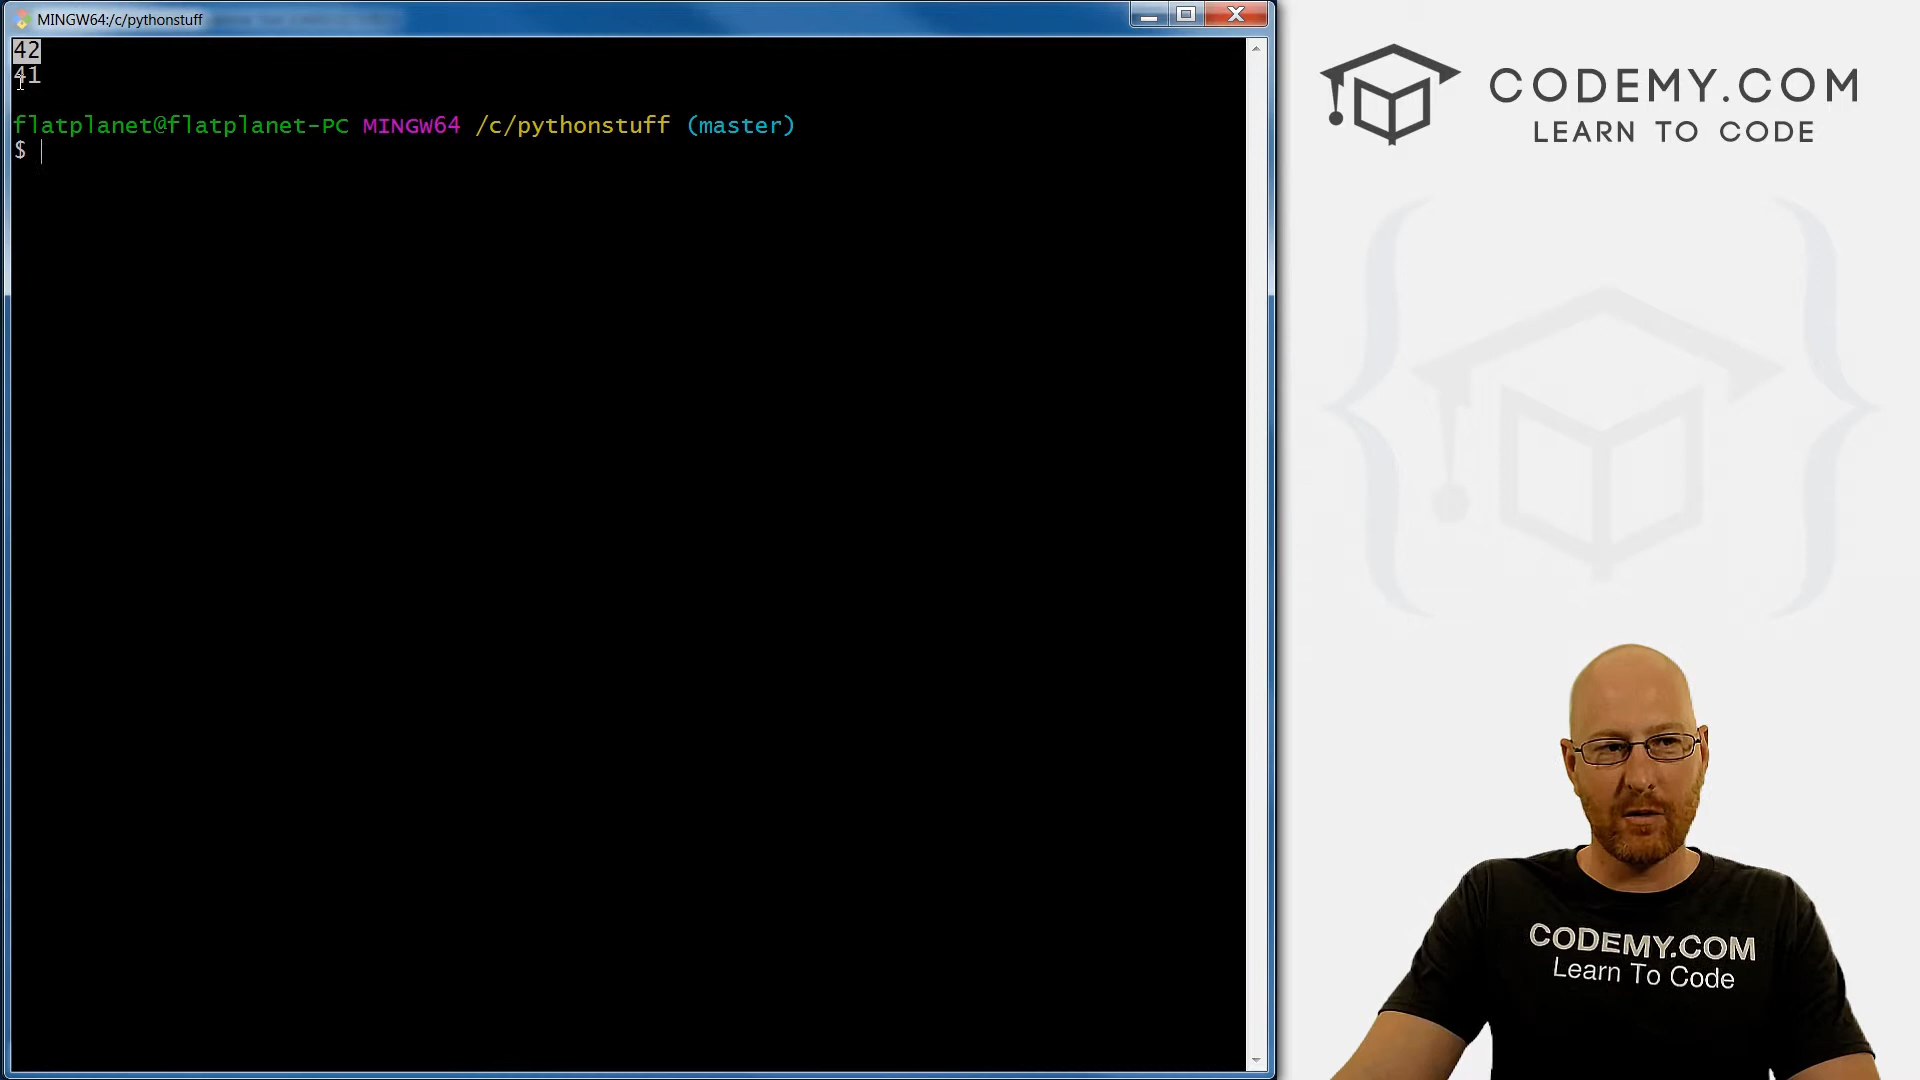 MINGW64:/c/pythonstuff
42
41
flatplanet@flatplanet-PC MINGW64 /c/pythonstuff (master)
$
CODEMY.COM
LEARN TO CODE
CODEMY.COM
Learn To Code